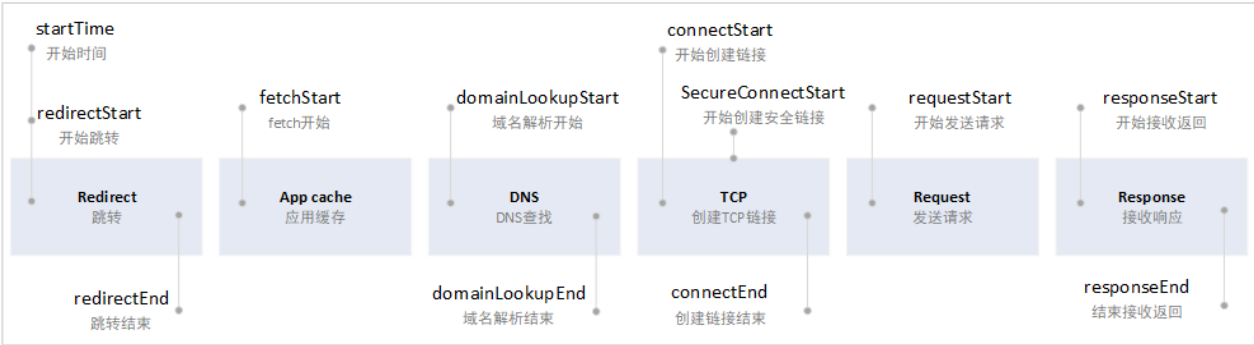 startTime
开始时间
redirectStart
开始跳转
Redirect
跳转
redirectEnd
跳转结束
fetchStart
fetch开始
App cache
应用缓存
domainLookupStart
域名解析开始
DNS
DNS查找
domainLookupEnd
域名解析结束
connectStart
开始创建链接
SecureConnectStart
开始创建安全链接
TCP
创建TCP链接
connectEnd
创建链接结束
requestStart
开始发送请求
Request
发送请求
responseStart
开始接收返回
Response
接收响应
responseEnd
结束接收返回